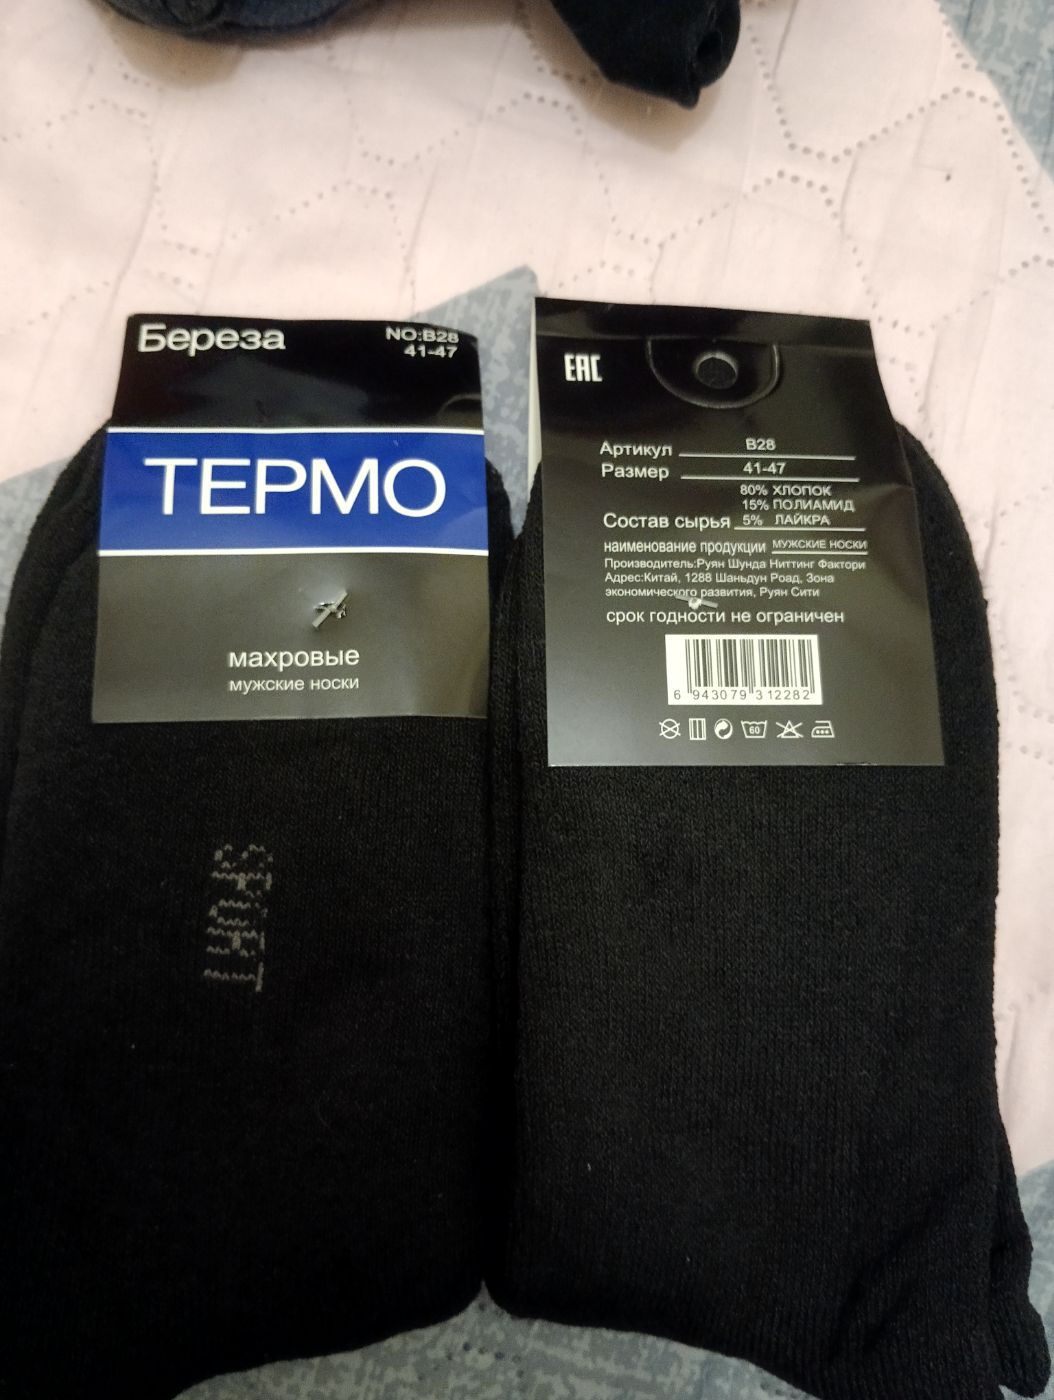 Береза
NO:B28
41-47
ТЕРМО
махровые
мужские носки
SPORT
EAC
Артикул B28
Размер 41-47
80% ХЛОПОК
15% ПОЛИАМИД
Состав сырья 5% ЛАЙКРА
наименование продукции МУЖСКИЕ НОСКИ
Производитель:Руян Шунда Ниттинг Фактори
Адрес:Китай, 1288 Шаньдун Роад, Зона
экономического развития, Руян Сити
срок годности не ограничен
6 943079 312282
60